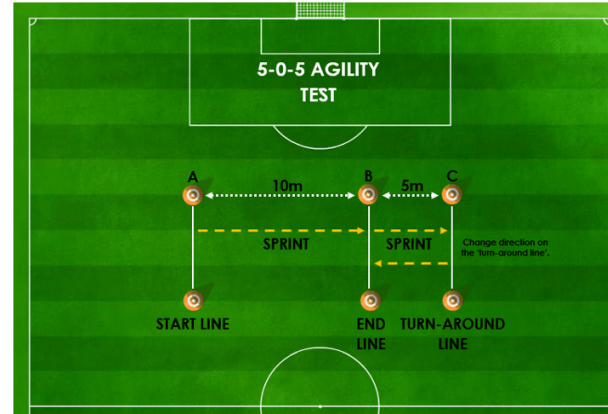 5-0-5 AGILITY
TEST
A
B
C
10m
5m
SPRINT
SPRINT
Change direction on
the 'turn-around line'.
START LINE
END
LINE
TURN-AROUND
LINE